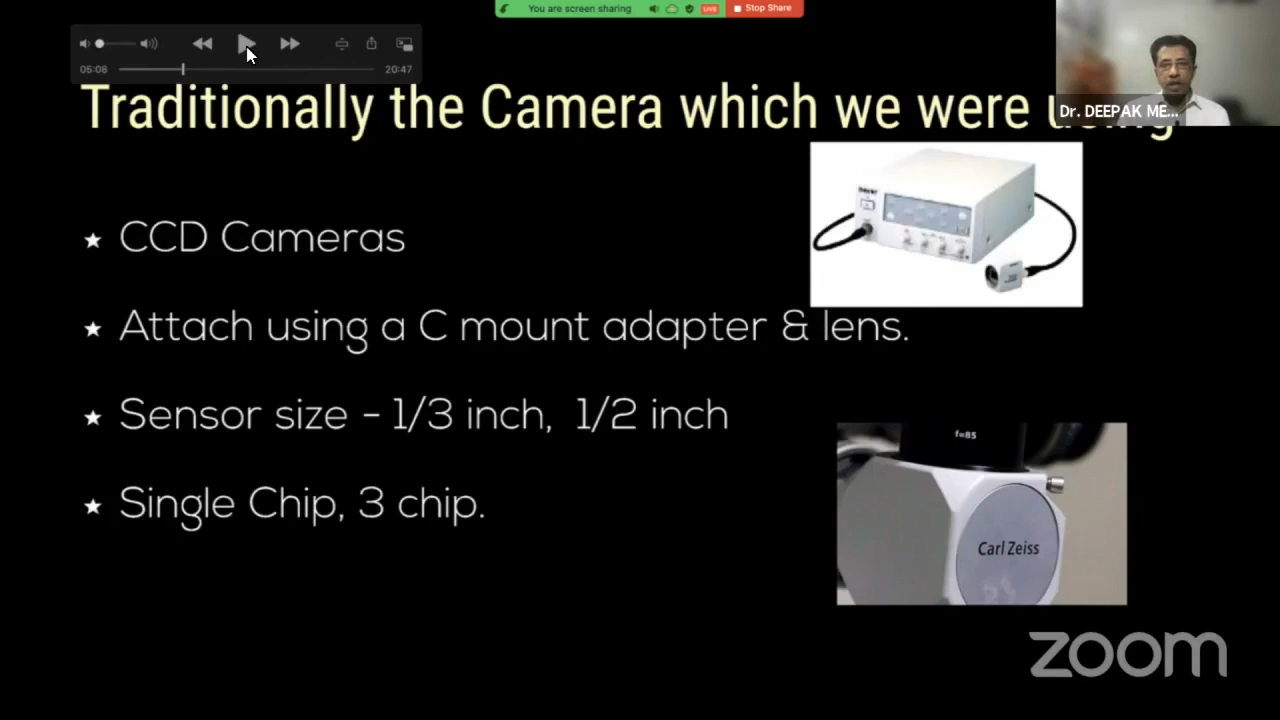 You are screen sharing
LIVE
Stop Share
05:08
20:47
Traditionally the Camera which we were using
Dr. DEEPAK ME...
★ CCD Cameras
★ Attach using a C mount adapter & lens.
★ Sensor size - 1/3 inch, 1/2 inch
★ Single Chip, 3 chip.
f=85
Carl Zeiss
zoom